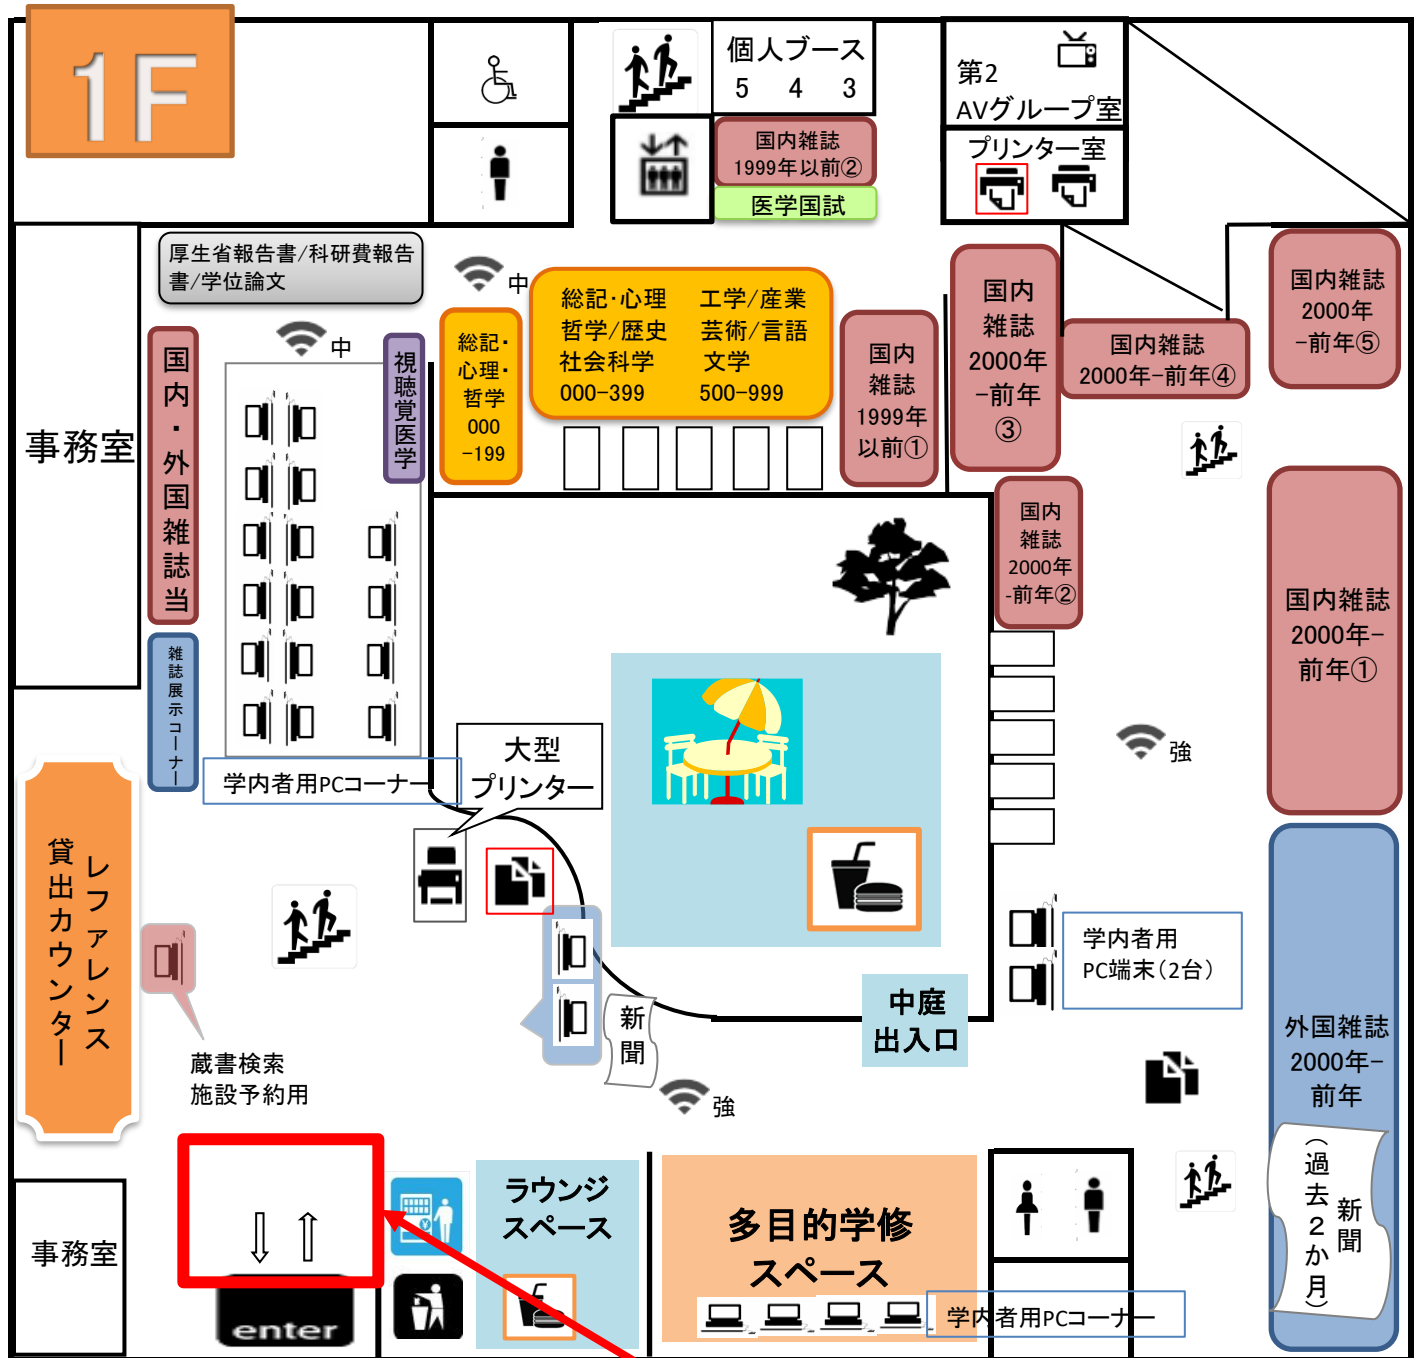 1F
個人ブース
5 4 3
第2
AVグループ室
国内雑誌
1999年以前②
医学国試
プリンター室
厚生省報告書/科研費報告
書/学位論文
中
中
総記・
心理・
哲学
000
-199
総記・心理
哲学/歴史
社会科学
000-399
工学/産業
芸術/言語
文学
500-999
国内
雑誌
1999年
以前①
国内
雑誌
2000年
-前年
③
国内雑誌
2000年-前年④
国内雑誌
2000年
-前年⑤
事務室
国内・外国雑誌当
視聴覚医学
国内
雑誌
2000年
-前年②
国内雑誌
2000年-
前年①
雑誌展示コーナー
学内者用PCコーナー
大型
プリンター
強
レファレンス
貸出カウンター
蔵書検索
施設予約用
新聞
中庭
出入口
学内者用
PC端末(2台)
外国雑誌
2000年-
前年
強
新聞
(過去2か月)
事務室
enter
¥
ラウンジ
スペース
多目的学修
スペース
学内者用PCコーナー